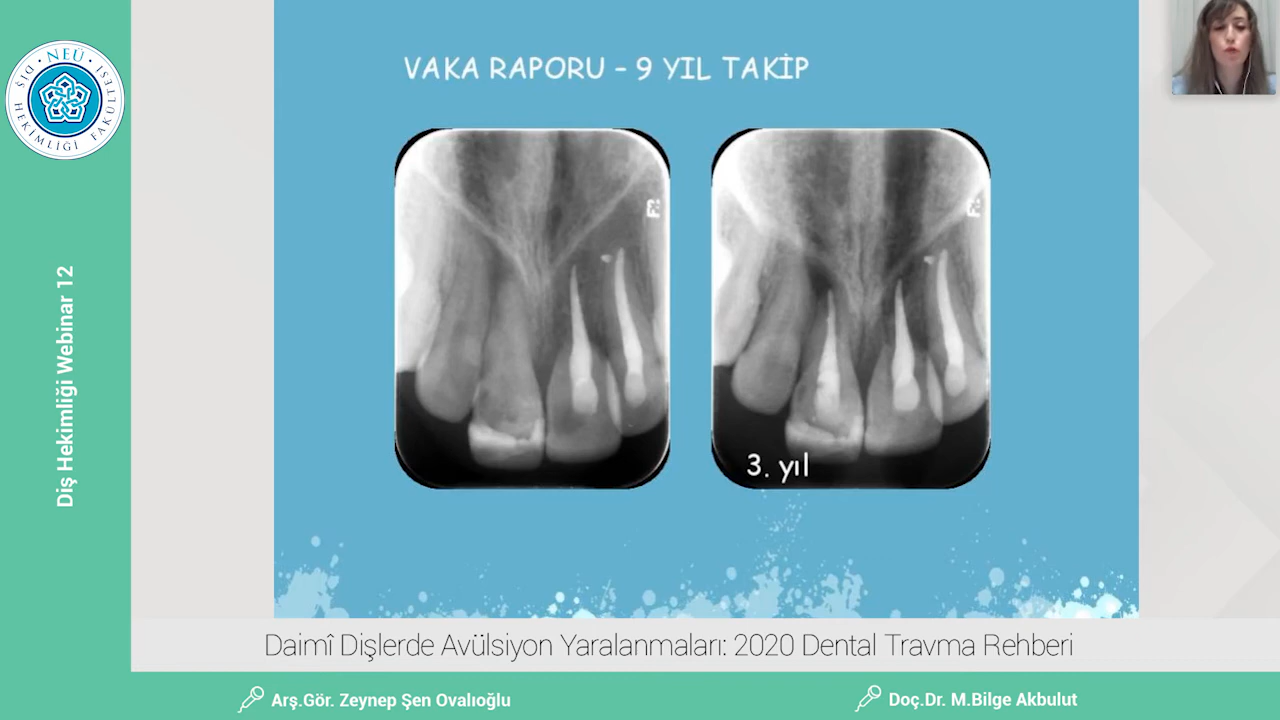 · NEÜ ·
DİŞ HEKİMLİĞİ FAKÜLTESİ
Diş Hekimliği Webinar 12
VAKA RAPORU - 9 YIL TAKİP
3. yıl
Daimî Dişlerde Avülsiyon Yaralanmaları: 2020 Dental Travma Rehberi
Arş.Gör. Zeynep Şen Ovalıoğlu
Doç.Dr. M.Bilge Akbulut